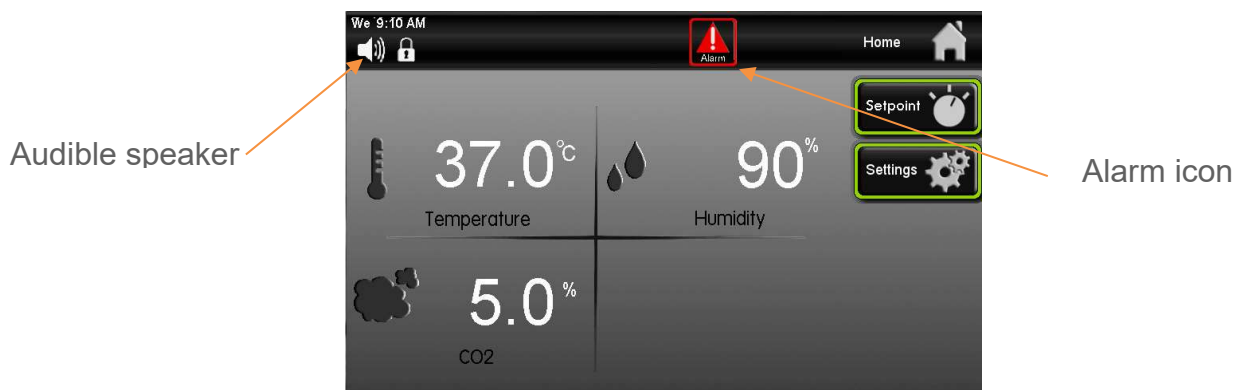 We 9:10 AM
Alarm
Home
Setpoint
Settings
Audible speaker
Alarm icon
37.0°C
Temperature
90%
Humidity
5.0%
CO2